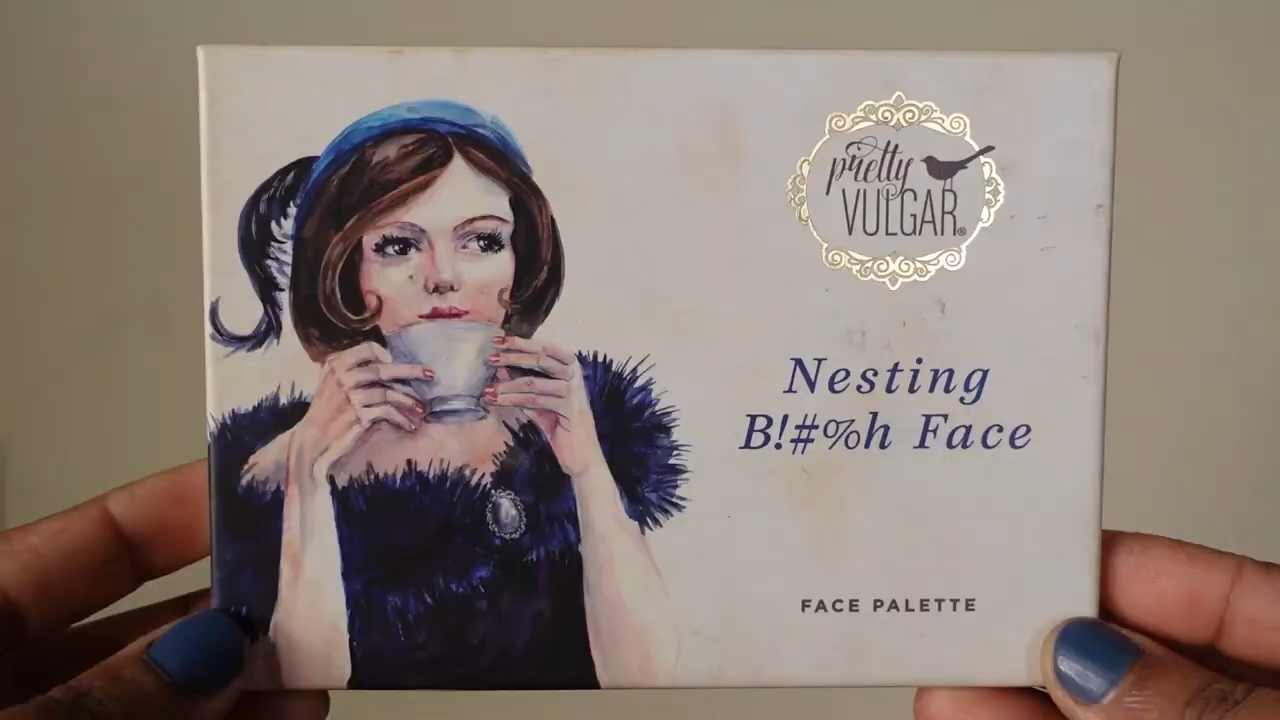 pretty
VULGAR®
Nesting
B!#%h Face
FACE PALETTE